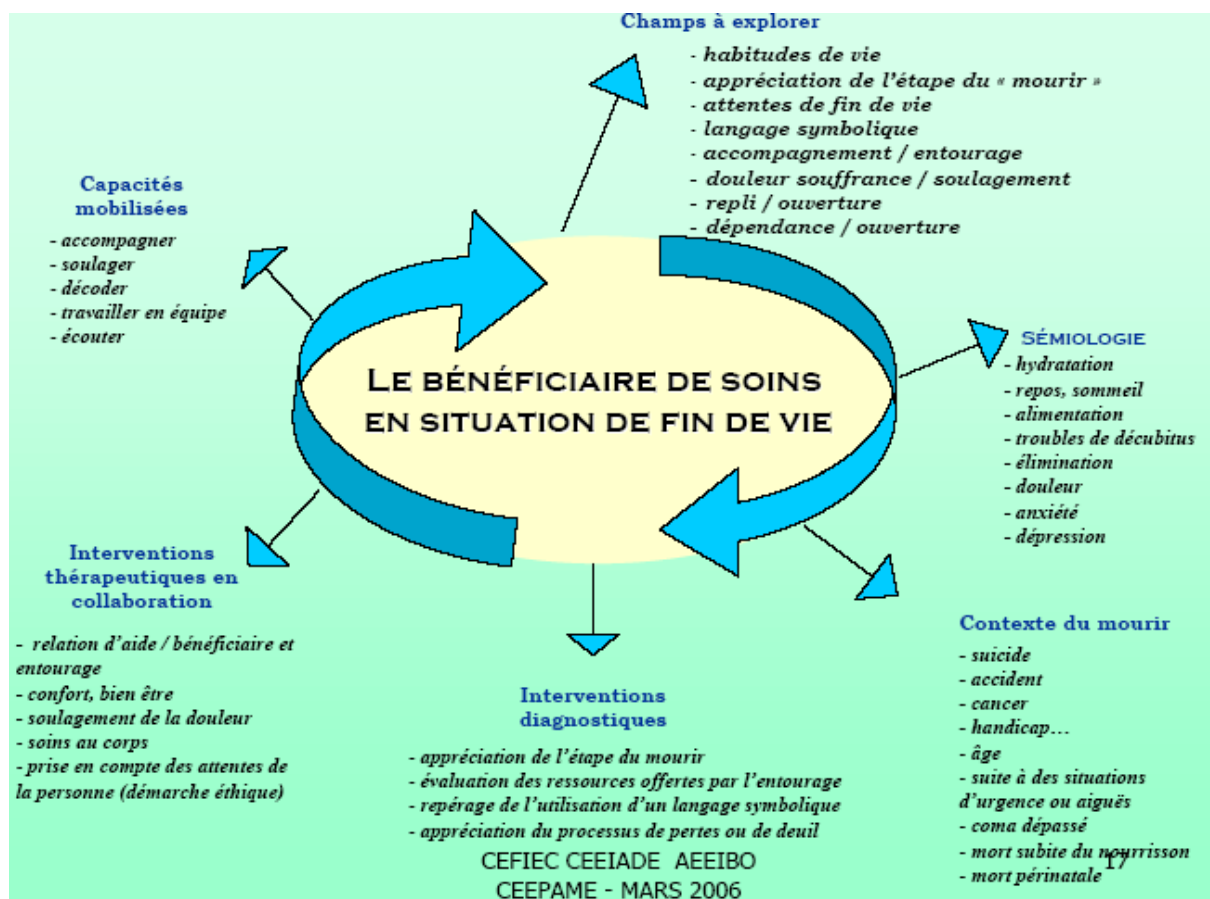 Champs à explorer
- habitudes de vie
- appréciation de l'étape du « mourir »
- attentes de fin de vie
- langage symbolique
- accompagnement / entourage
- douleur souffrance / soulagement
- repli / ouverture
- dépendance / ouverture
Capacités
mobilisées
- accompagner
- soulager
- décoder
- travailler en équipe
- écouter
LE BÉNÉFICIAIRE DE SOINS
EN SITUATION DE FIN DE VIE
SÉMIOLOGIE
- hydratation
- repos, sommeil
- alimentation
- troubles de décubitus
- élimination
- douleur
- anxiété
- dépression
Interventions
thérapeutiques en
collaboration
- relation d'aide / bénéficiaire et
entourage
- confort, bien être
- soulagement de la douleur
- soins au corps
- prise en compte des attentes de
la personne (démarche éthique)
Interventions
diagnostiques
- appréciation de l'étape du mourir
- évaluation des ressources offertes par l'entourage
- repérage de l'utilisation d'un langage symbolique
- appréciation du processus de pertes ou de deuil
Contexte du mourir
- suicide
- accident
- cancer
- handicap...
- âge
- suite à des situations
d'urgence ou aiguës
- coma dépassé
- mort subite du nourrisson
- mort périnatale
CEFIEC CEEIADE AEEIBO
CEEPAME - MARS 2006
17